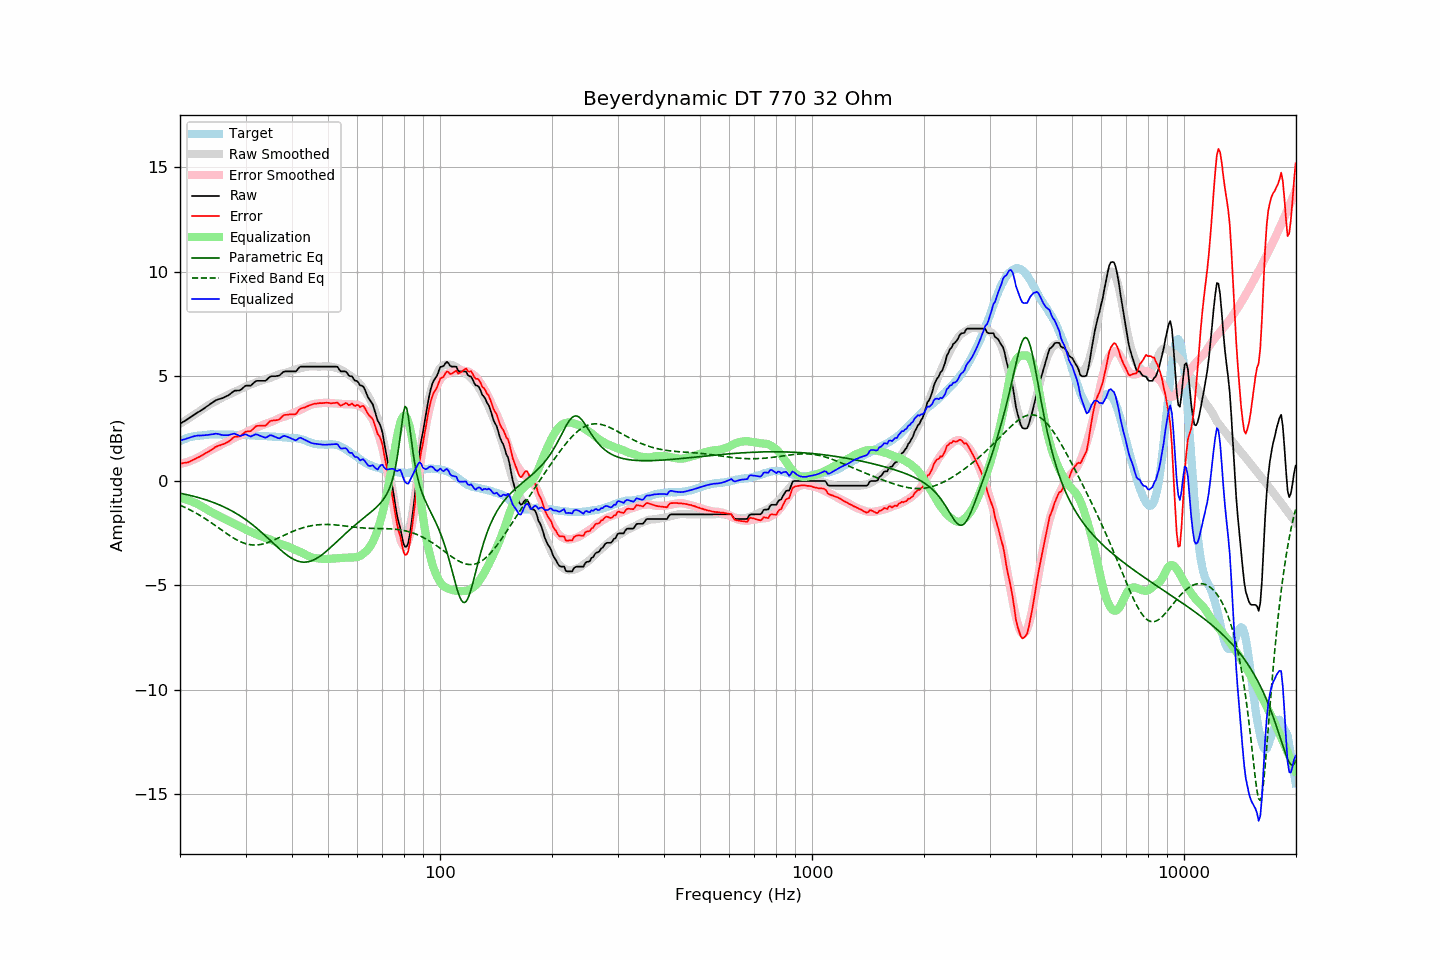 Beyerdynamic DT 770 32 Ohm
Target
Raw Smoothed
Error Smoothed
Raw
Error
Equalization
Parametric Eq
Fixed Band Eq
Equalized
15
10
5
0
−5
−10
−15
Amplitude (dBr)
100
1000
10000
Frequency (Hz)